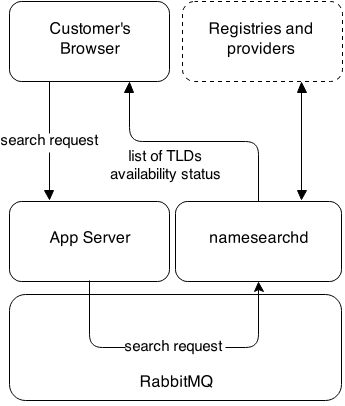 Customer's
Browser
Registries and
providers
search request
list of TLDs
availability status
App Server
namesearchd
search request
RabbitMQ